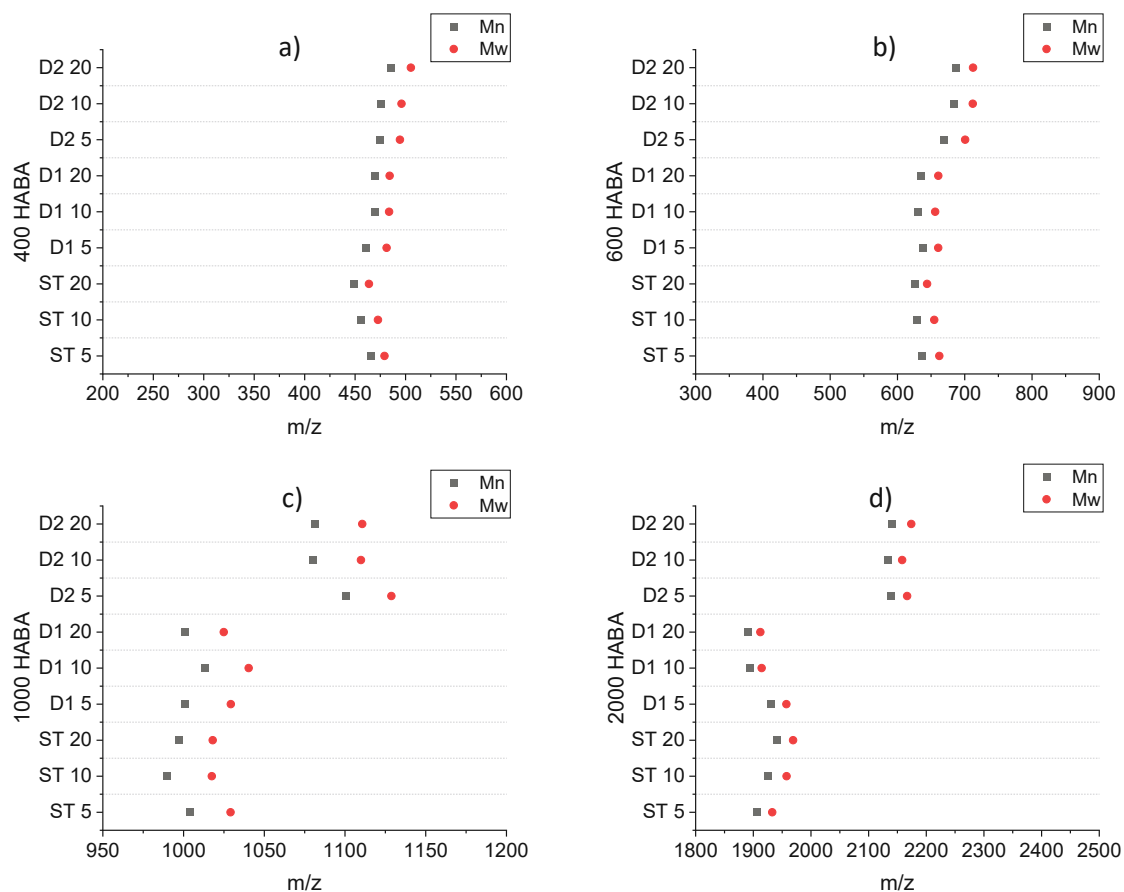 a)
Mn
Mw
D2 20
D2 10
D2 5
D1 20
D1 10
D1 5
ST 20
ST 10
ST 5
400 HABA
200 250 300 350 400 450 500 550 600
m/z
b)
Mn
Mw
D2 20
D2 10
D2 5
D1 20
D1 10
D1 5
ST 20
ST 10
ST 5
600 HABA
300 400 500 600 700 800 900
m/z
c)
Mn
Mw
D2 20
D2 10
D2 5
D1 20
D1 10
D1 5
ST 20
ST 10
ST 5
1000 HABA
950 1000 1050 1100 1150 1200
m/z
d)
Mn
Mw
D2 20
D2 10
D2 5
D1 20
D1 10
D1 5
ST 20
ST 10
ST 5
2000 HABA
1800 1900 2000 2100 2200 2300 2400 2500
m/z